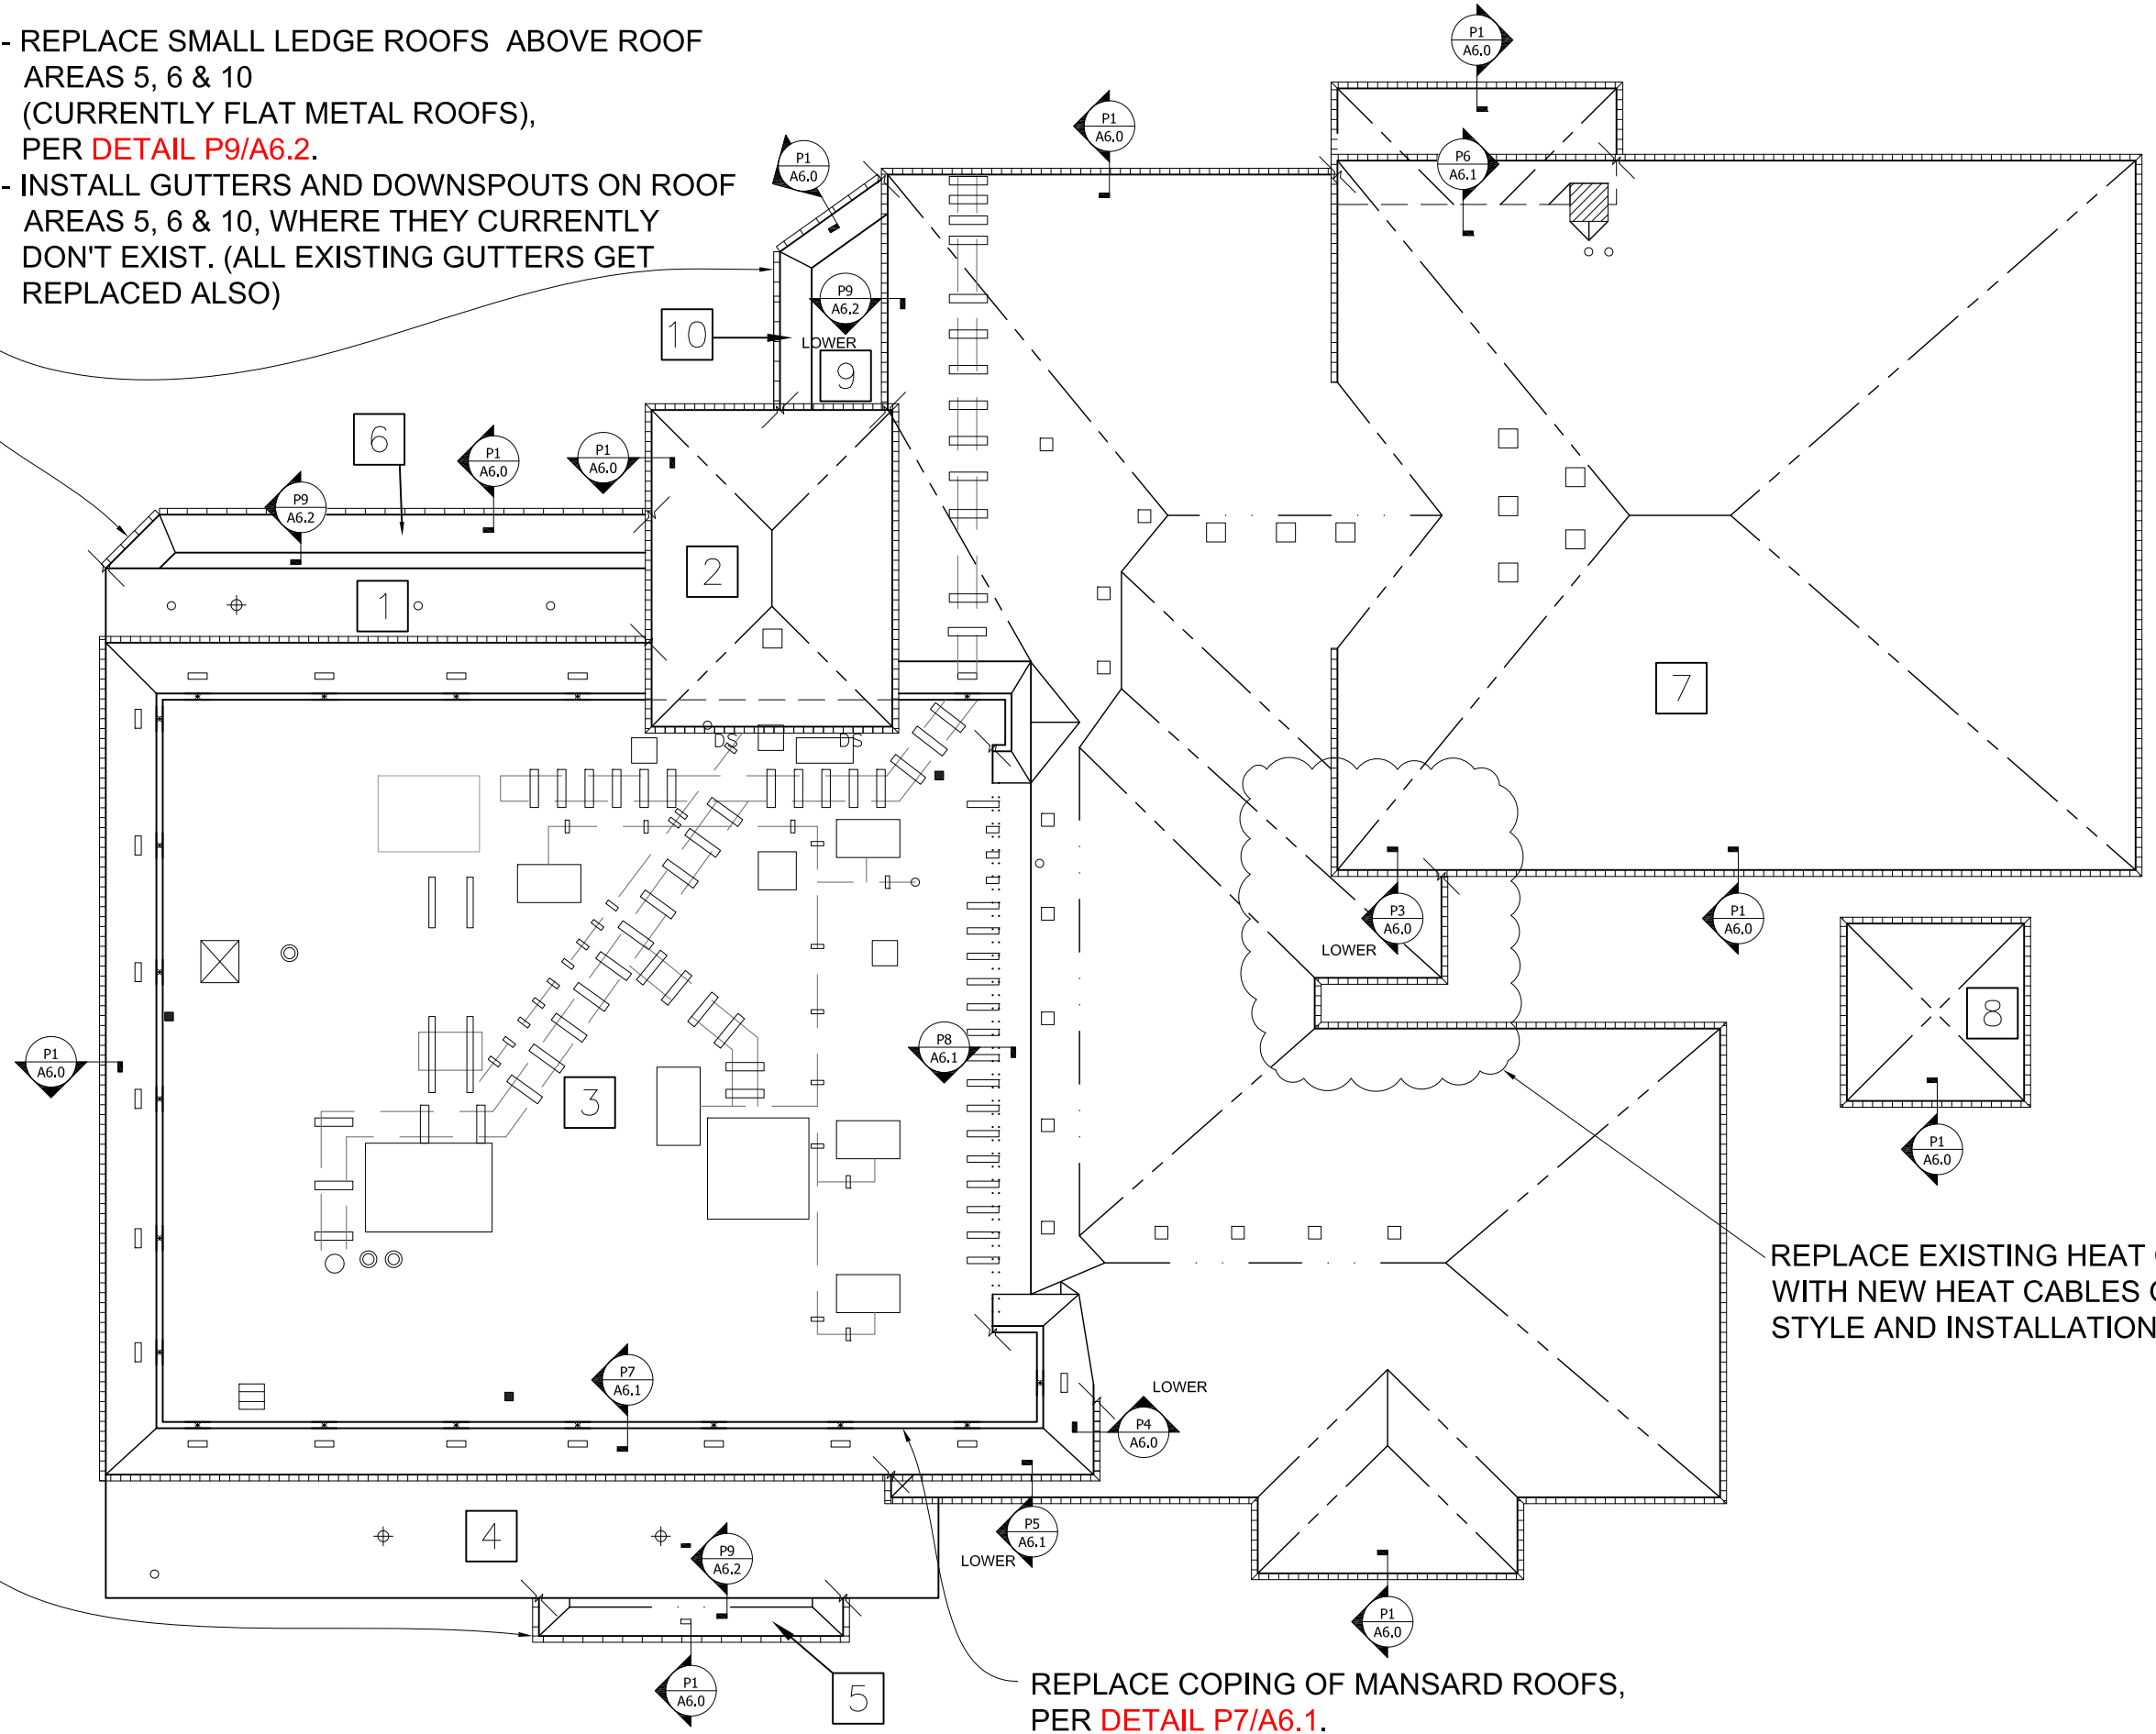 - REPLACE SMALL LEDGE ROOFS ABOVE ROOF
AREAS 5, 6 & 10
(CURRENTLY FLAT METAL ROOFS),
PER DETAIL P9/A6.2.
- INSTALL GUTTERS AND DOWNSPOUTS ON ROOF
AREAS 5, 6 & 10, WHERE THEY CURRENTLY
DON'T EXIST. (ALL EXISTING GUTTERS GET
REPLACED ALSO)
P1
A6.0
P1
A6.0
P1
A6.0
P6
A6.1
P9
A6.2
LOWER
10
9
6
P1
A6.0
P1
A6.0
P9
A6.2
2
1
7
DS
DS
P3
A6.0
LOWER
P1
A6.0
8
P1
A6.0
P8
A6.1
P1
A6.0
3
P1
A6.0
REPLACE EXISTING HEAT
WITH NEW HEAT CABLES
STYLE AND INSTALLATION
P7
A6.1
LOWER
P4
A6.0
4
P9
A6.2
P5
A6.1
LOWER
P1
A6.0
P1
A6.0
5
REPLACE COPING OF MANSARD ROOFS,
PER DETAIL P7/A6.1.